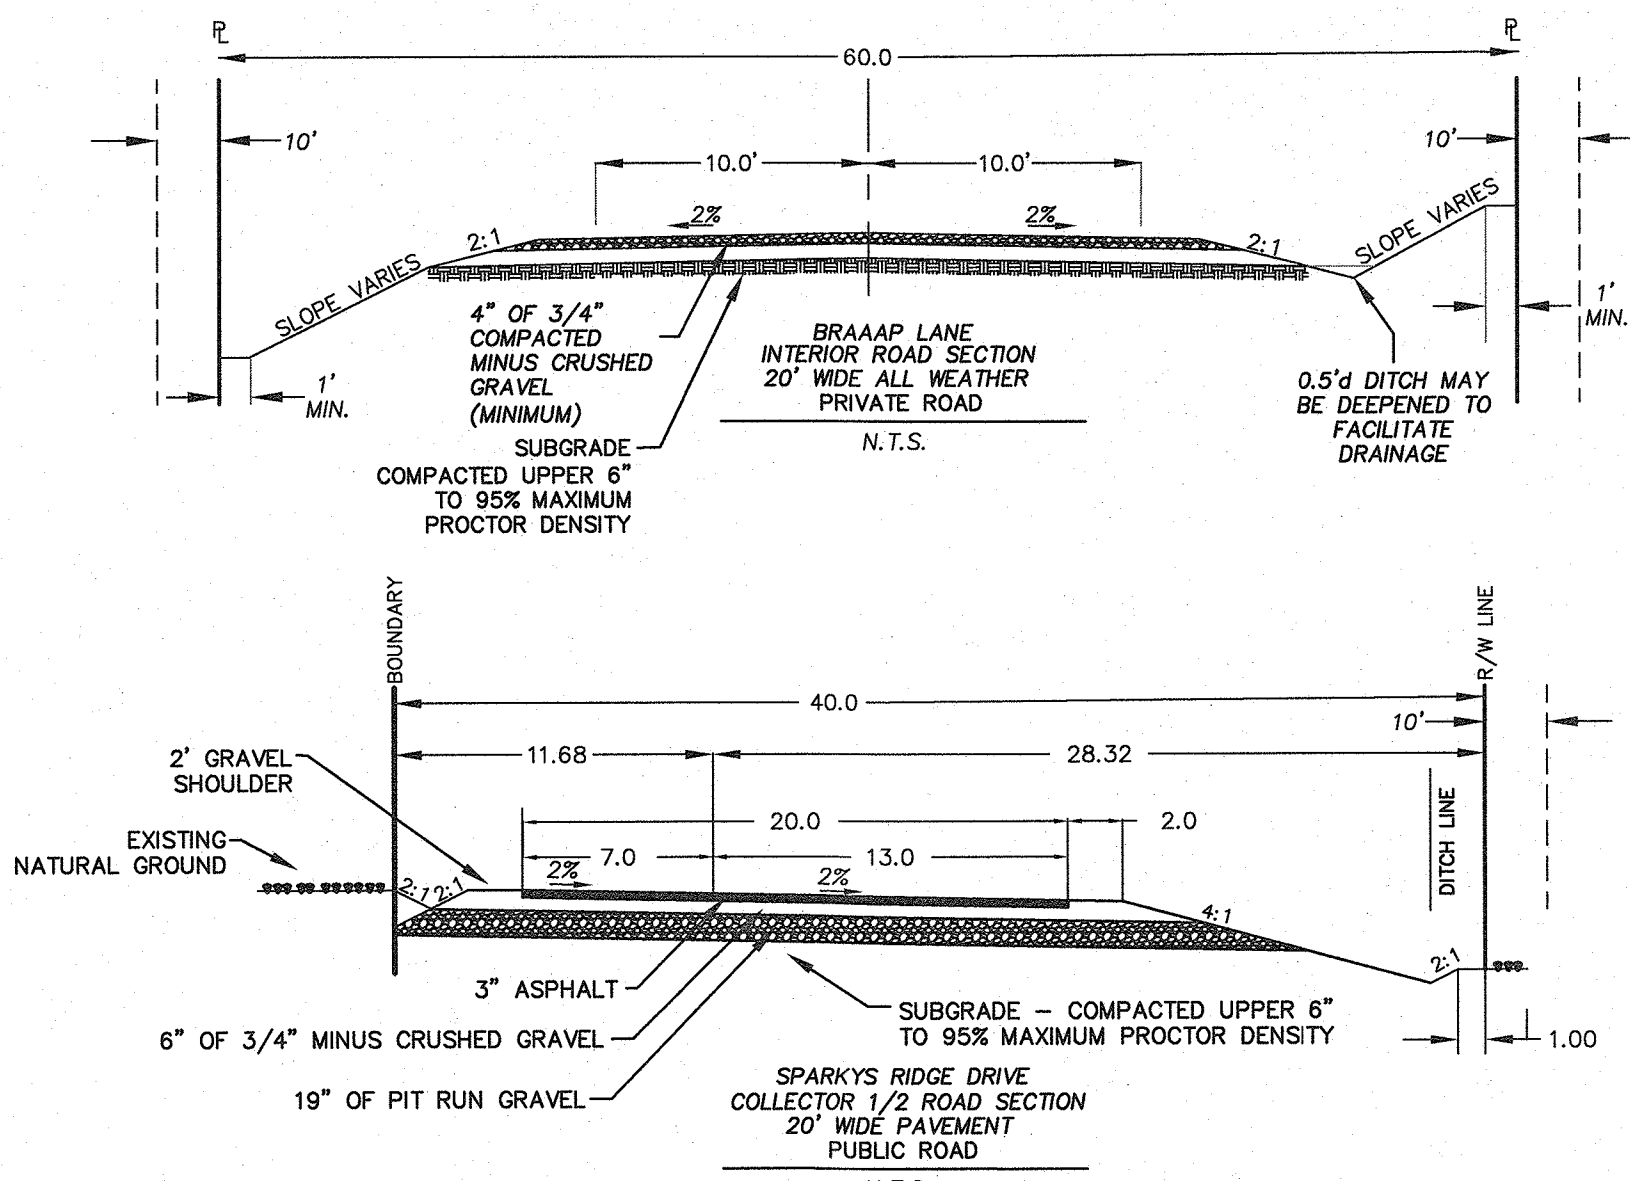 PL
PL
60.0
10'
10'
10.0'
10.0'
2%
2%
2:1
2:1
SLOPE VARIES
SLOPE VARIES
1'
MIN.
1'
MIN.
4" OF 3/4"
COMPACTED
MINUS CRUSHED
GRAVEL
(MINIMUM)
SUBGRADE
COMPACTED UPPER 6"
TO 95% MAXIMUM
PROCTOR DENSITY
BRAAAP LANE
INTERIOR ROAD SECTION
20' WIDE ALL WEATHER
PRIVATE ROAD
N.T.S.
0.5'd DITCH MAY
BE DEEPENED TO
FACILITATE
DRAINAGE
BOUNDARY
R/W LINE
40.0
10'
11.68
28.32
2' GRAVEL
SHOULDER
20.0
2.0
DITCH LINE
EXISTING
NATURAL GROUND
7.0
13.0
2%
2%
2:1
2:1
4:1
2:1
3" ASPHALT
6" OF 3/4" MINUS CRUSHED GRAVEL
19" OF PIT RUN GRAVEL
SUBGRADE – COMPACTED UPPER 6"
TO 95% MAXIMUM PROCTOR DENSITY
1.00
SPARKYS RIDGE DRIVE
COLLECTOR 1/2 ROAD SECTION
20' WIDE PAVEMENT
PUBLIC ROAD